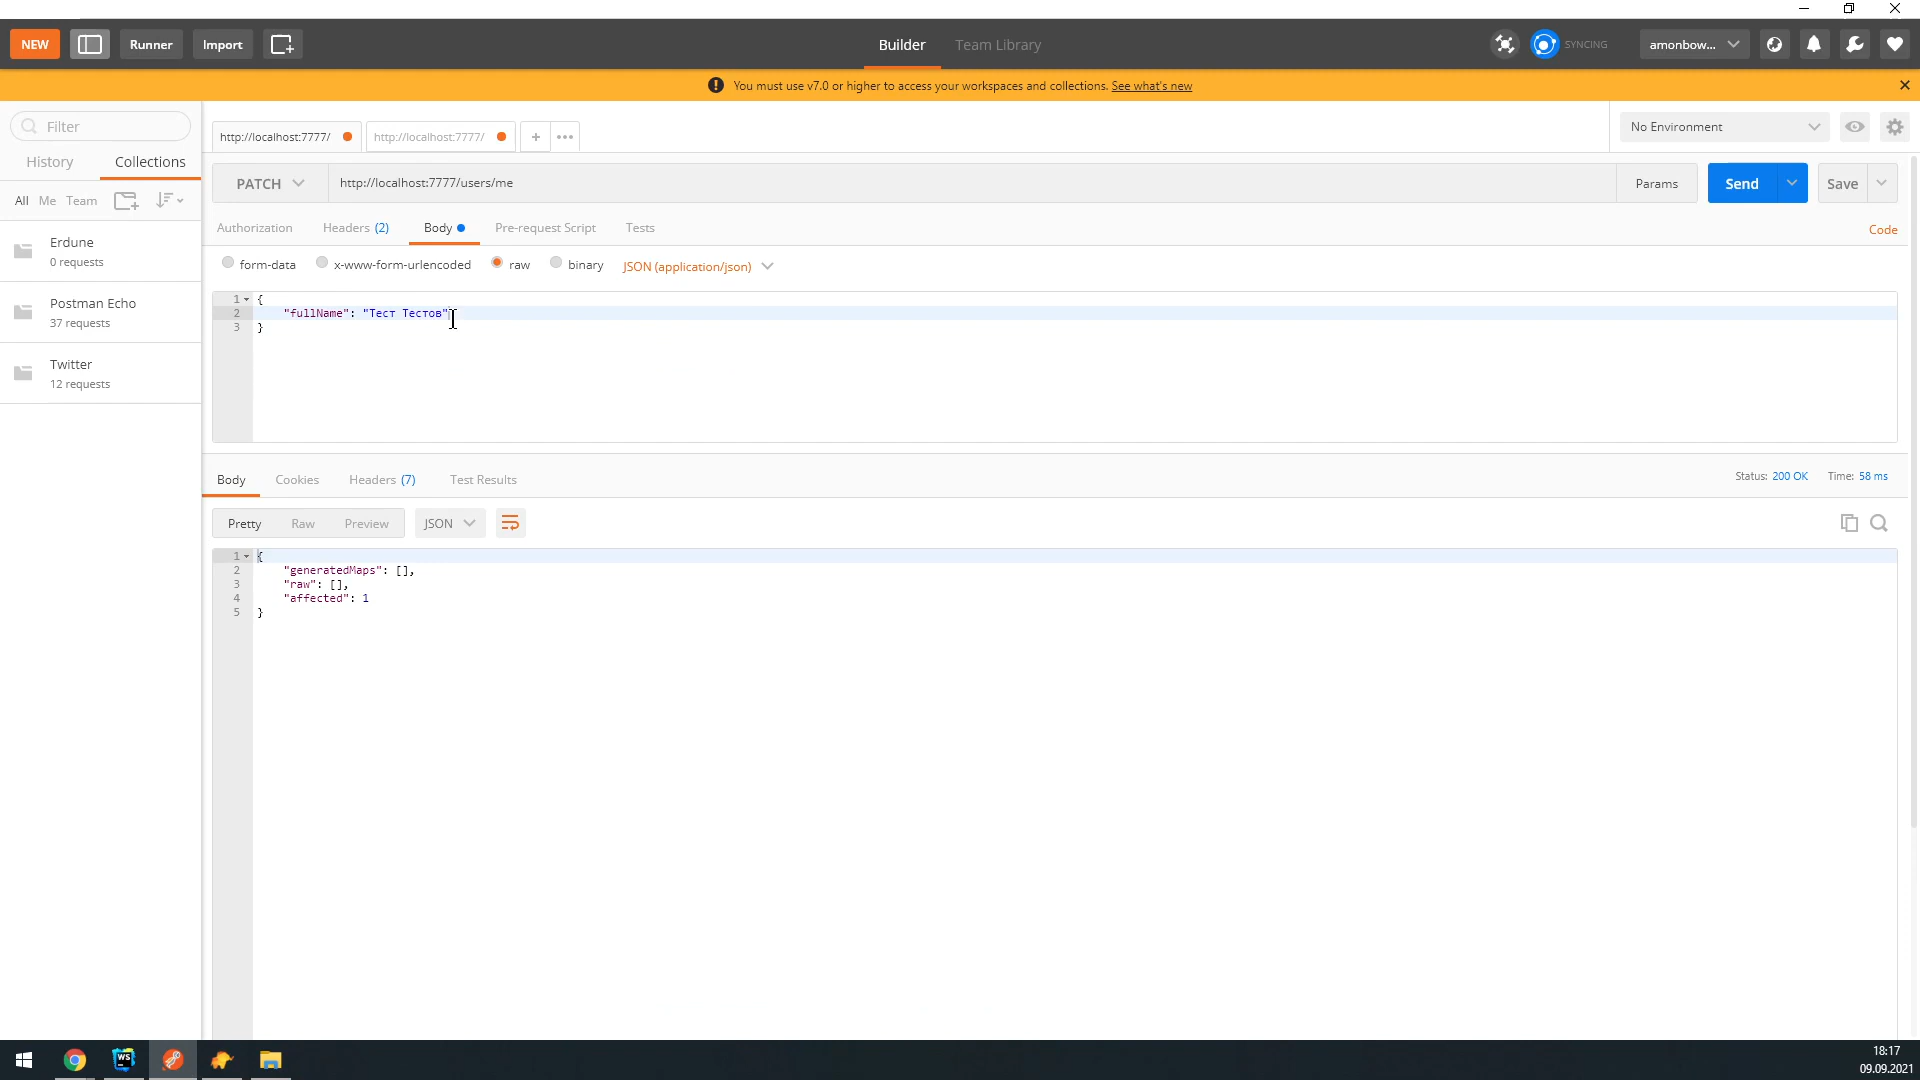 NEW
Runner
Import
Builder
Team Library
SYNCING
amonbow...
You must use v7.0 or higher to access your workspaces and collections. See what's new
Filter
History
Collections
All Me Team
Erdune
0 requests
Postman Echo
37 requests
Twitter
12 requests
http://localhost:7777/
http://localhost:7777/
No Environment
PATCH
http://localhost:7777/users/me
Params
Send
Save
Authorization
Headers (2)
Body
Pre-request Script
Tests
Code
form-data
x-www-form-urlencoded
raw
binary
JSON (application/json)
1 {
2 "fullName": "Тест Тестов"
3 }
Body
Cookies
Headers (7)
Test Results
Status: 200 OK
Time: 58 ms
Pretty
Raw
Preview
JSON
1 {
2 "generatedMaps": [],
3 "raw": [],
4 "affected": 1
5 }
WS
18:17
09.09.2021